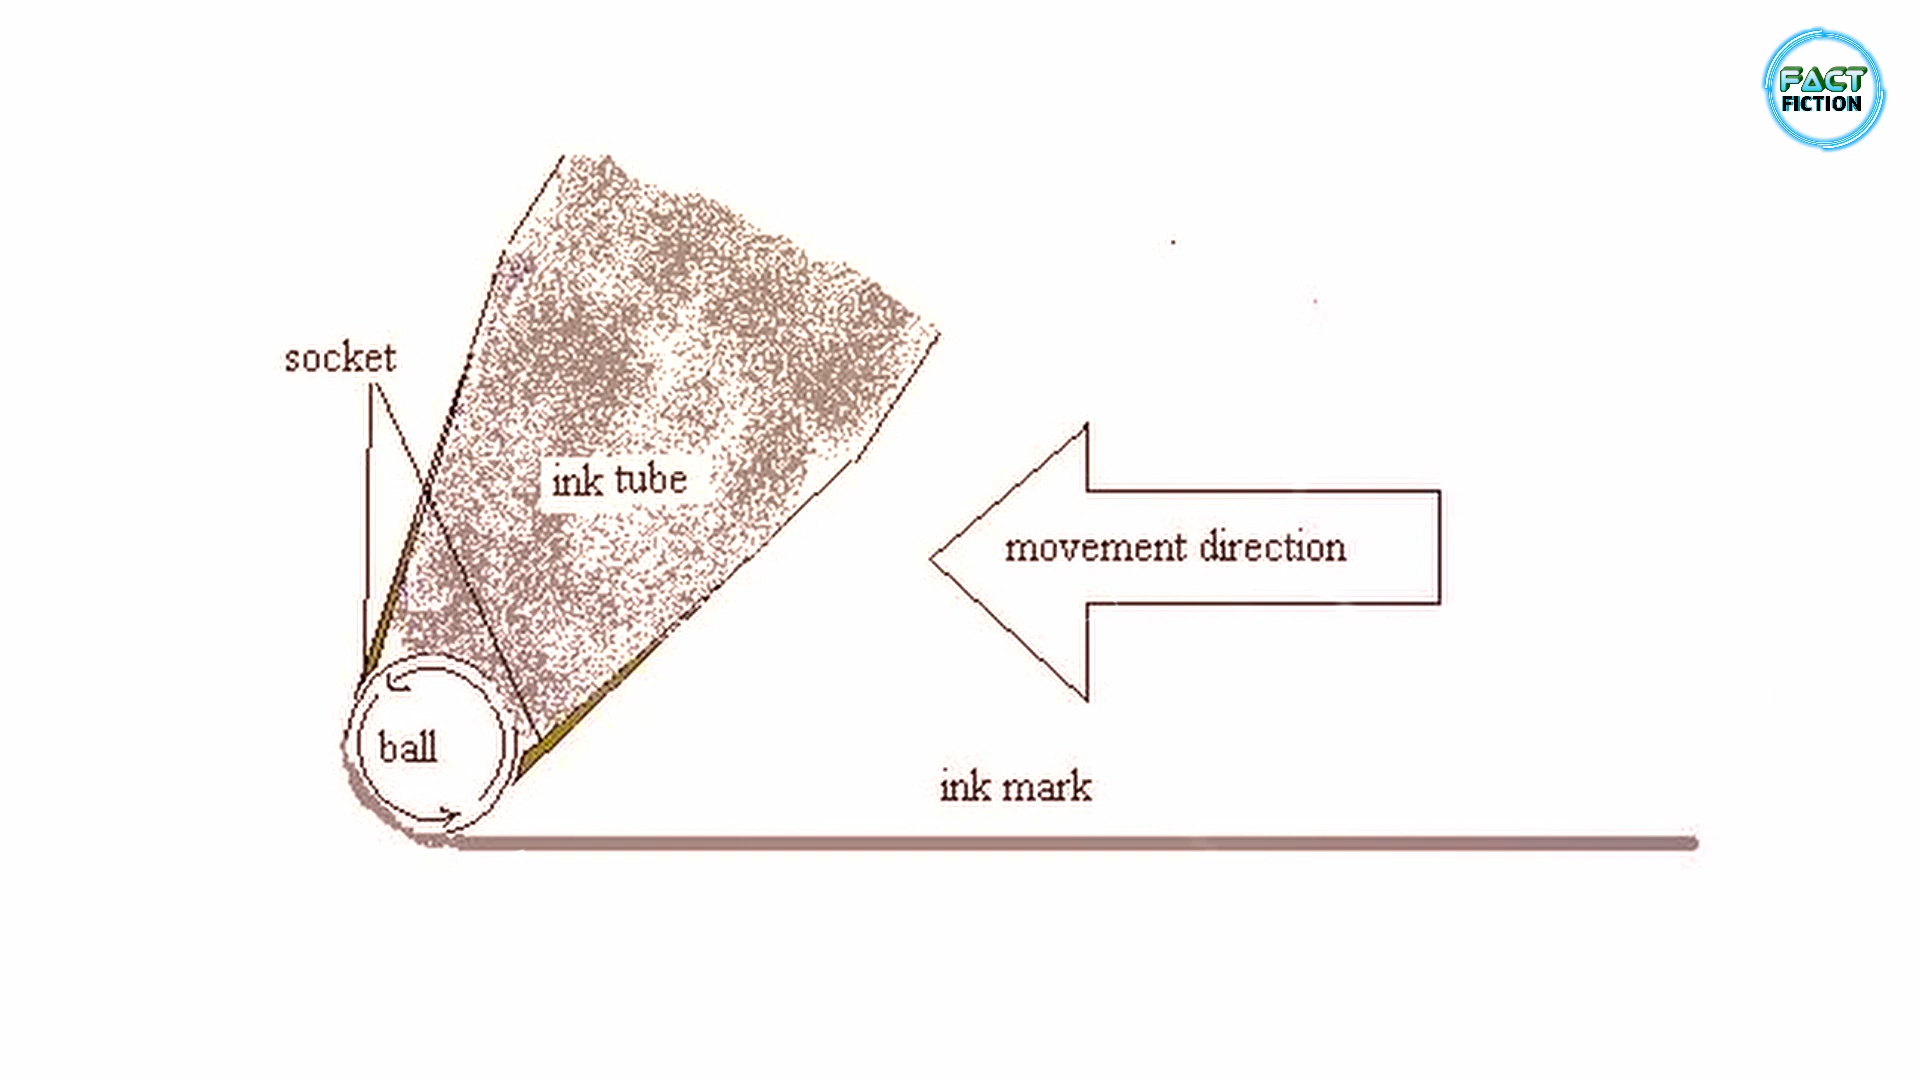 FACT
FICTION
socket
ink tube
movement direction
ball
ink mark